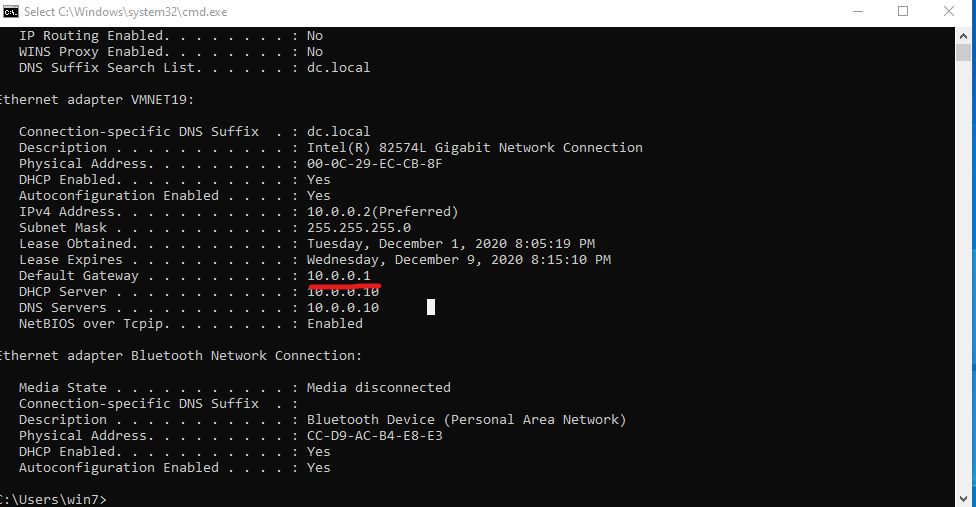 Select C:\Windows\system32\cmd.exe
IP Routing Enabled. . . . . . . . : No
WINS Proxy Enabled. . . . . . . . : No
DNS Suffix Search List. . . . . . : dc.local
Ethernet adapter VMNET19:
Connection-specific DNS Suffix  . : dc.local
Description . . . . . . . . . . . : Intel(R) 82574L Gigabit Network Connection
Physical Address. . . . . . . . . : 00-0C-29-EC-CB-8F
DHCP Enabled. . . . . . . . . . . : Yes
Autoconfiguration Enabled . . . . : Yes
IPv4 Address. . . . . . . . . . . : 10.0.0.2(Preferred)
Subnet Mask . . . . . . . . . . . : 255.255.255.0
Lease Obtained. . . . . . . . . . : Tuesday, December 1, 2020 8:05:19 PM
Lease Expires . . . . . . . . . . : Wednesday, December 9, 2020 8:15:10 PM
Default Gateway . . . . . . . . . : 10.0.0.1
DHCP Server . . . . . . . . . . . : 10.0.0.10
DNS Servers . . . . . . . . . . . : 10.0.0.10
NetBIOS over Tcpip. . . . . . . . : Enabled
Ethernet adapter Bluetooth Network Connection:
Media State . . . . . . . . . . . : Media disconnected
Connection-specific DNS Suffix  . :
Description . . . . . . . . . . . : Bluetooth Device (Personal Area Network)
Physical Address. . . . . . . . . : CC-D9-AC-B4-E8-E3
DHCP Enabled. . . . . . . . . . . : Yes
Autoconfiguration Enabled . . . . : Yes
C:\Users\win7>